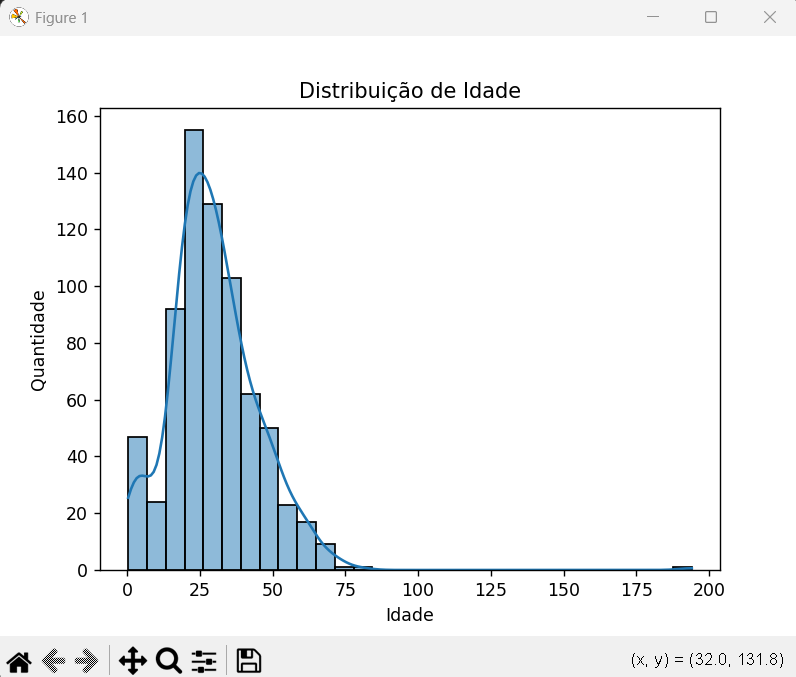 Figure 1
Distribuição de Idade
160
140
120
100
80
60
40
20
0
Quantidade
0 25 50 75 100 125 150 175 200
Idade
(x, y) = (32.0, 131.8)